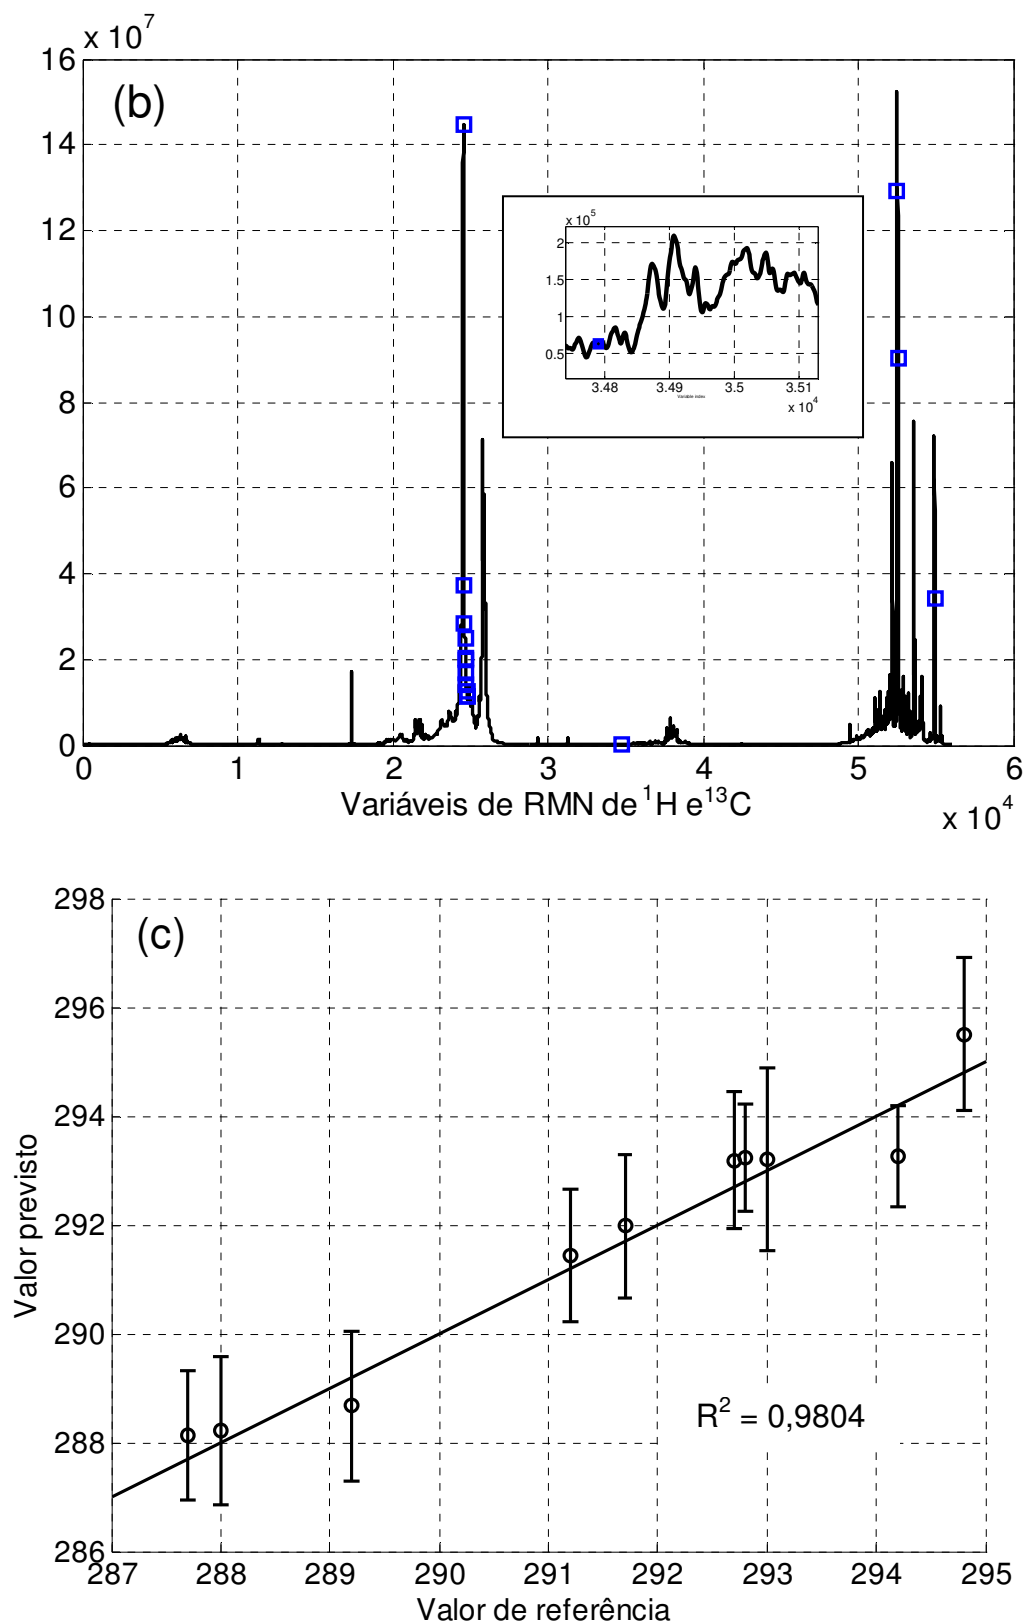 x 10^7
16
14
12
10
8
6
4
2
0
(b)
x 10^5
2
1.5
1
0.5
3.48 3.49 3.5 3.51
Variable index
x 10^4
0 1 2 3 4 5 6
Variáveis de RMN de ^1H e^13C
x 10^4
298
296
294
292
290
288
286
(c)
Valor previsto
R^2 = 0,9804
287 288 289 290 291 292 293 294 295
Valor de referência